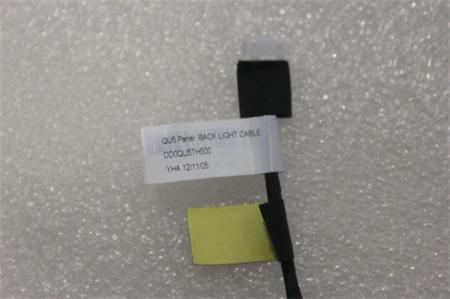 QU5 Panel BACK LIGHT CABLE
DD0QU5TH500
YHA 12/11/05